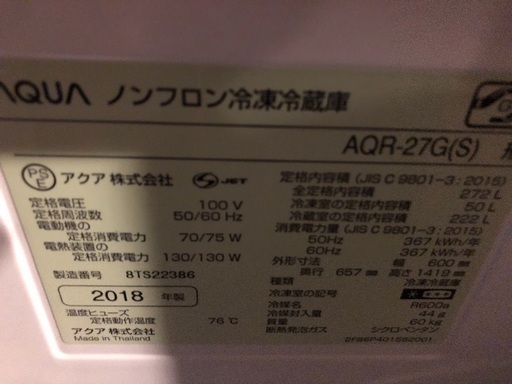 AQUA ノンフロン冷凍冷蔵庫
AQR-27G(S) 形
PSE アクア 株式会社 JET
定格電圧 100 V
定格周波数 50/60 Hz
電動機の
定格消費電力 70/75 W
電熱装置の
定格消費電力 130/130 W
製造番号 8TS22386
2018 年製
温度ヒューズ
定格動作温度 76℃
アクア 株式会社
Made in Thailand
定格内容積 (JIS C 9801-3 : 2015)
全定格内容積 272 L
冷凍室の定格内容積 50 L
冷蔵室の定格内容積 222 L
消費電力量 (JIS C 9801-3 : 2015)
50Hz 367 kWh/年
60Hz 367 kWh/年
外形寸法 幅 600 mm
奥行 657 mm 高さ 1419 mm
種類 冷凍冷蔵庫
冷凍室の記号
冷媒名 R600a
冷媒封入量 44 g
質量 60 kg
断熱発泡ガス シクロペンタン